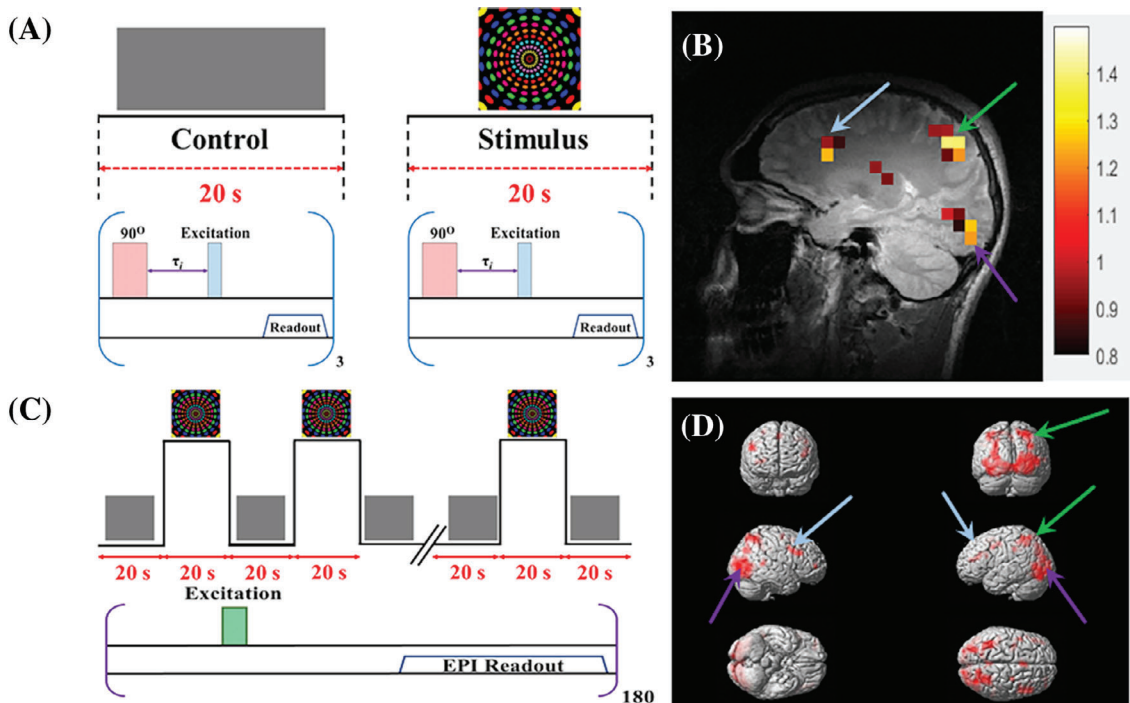 (A)
Control
Stimulus
20 s
20 s
90° Excitation
τi
Readout
3
90° Excitation
τi
Readout
3
(B)
1.4
1.3
1.2
1.1
1
0.9
0.8
(C)
20 s 20 s 20 s 20 s 20 s 20 s 20 s
Excitation
EPI Readout
180
(D)